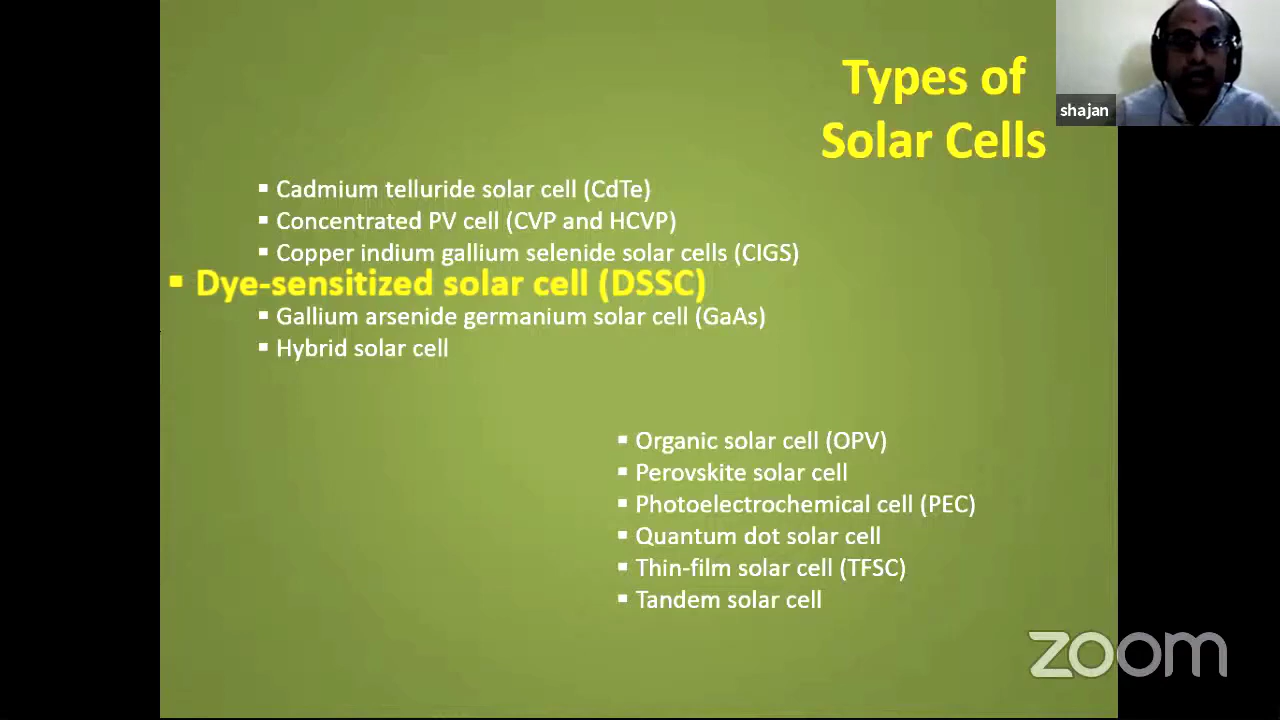 Types of
Solar Cells
shajan
▪ Cadmium telluride solar cell (CdTe)
▪ Concentrated PV cell (CVP and HCVP)
▪ Copper indium gallium selenide solar cells (CIGS)
▪ Dye-sensitized solar cell (DSSC)
▪ Gallium arsenide germanium solar cell (GaAs)
▪ Hybrid solar cell
▪ Organic solar cell (OPV)
▪ Perovskite solar cell
▪ Photoelectrochemical cell (PEC)
▪ Quantum dot solar cell
▪ Thin-film solar cell (TFSC)
▪ Tandem solar cell
zoom